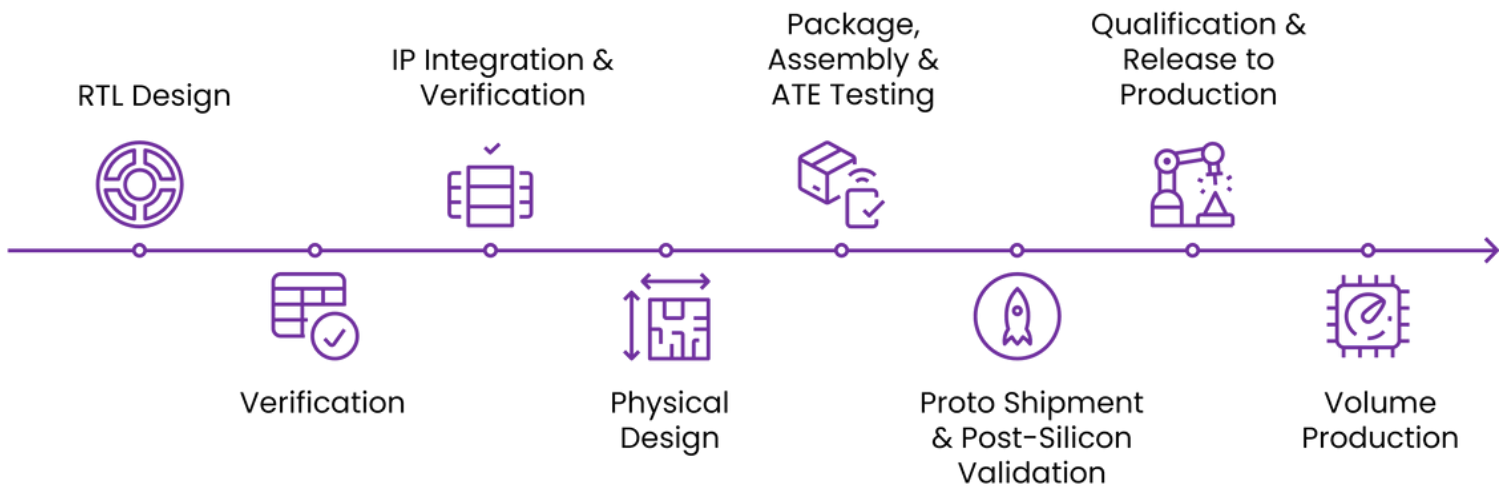 RTL Design
Verification
IP Integration &
Verification
Physical
Design
Package,
Assembly &
ATE Testing
Proto Shipment
& Post-Silicon
Validation
Qualification &
Release to
Production
Volume
Production